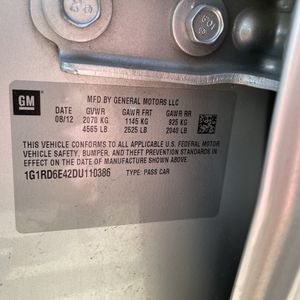 GM
MFD BY GENERAL MOTORS LLC
DATE GVWR GAWR FRT GAWR RR
08/12 2070 KG 1145 KG 925 KG
4565 LB 2525 LB 2040 LB
THIS VEHICLE CONFORMS TO ALL APPLICABLE U.S. FEDERAL MOTOR
VEHICLE SAFETY, BUMPER, AND THEFT PREVENTION STANDARDS IN
EFFECT ON THE DATE OF MANUFACTURE SHOWN ABOVE.
1G1RD6E42DU110386 TYPE: PASS CAR